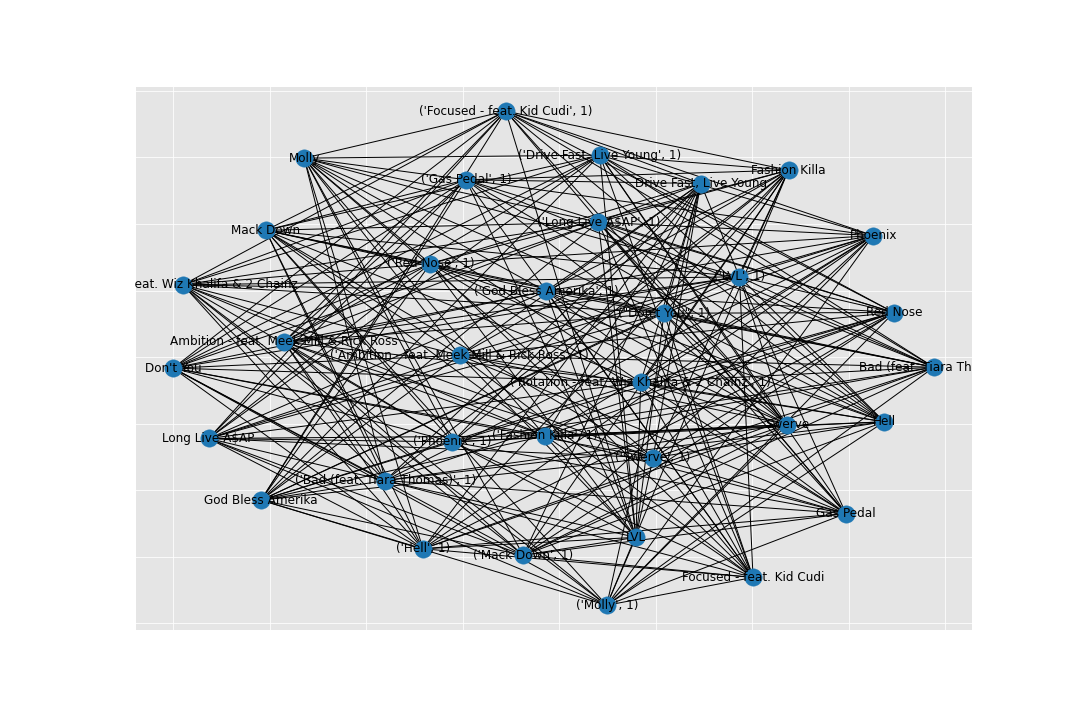 ('Focused - feat. Kid Cudi', 1)
('Drive Fast, Live Young', 1)
Molly
Fashion Killa
('Gas Pedal', 1)
Drive Fast, Live Young
('Long Live A$AP', 1)
Mack Down
Phoenix
('Red Nose', 1)
('LVL', 1)
eat. Wiz Khalifa & 2 Chainz
('God Bless Amerika', 1)
('Don't You', 1)
Red Nose
Ambition - feat. Meek Mill & Rick Ross
('Ambition - feat. Meek Mill & Rick Ross', 1)
Don't You
Bad (feat. Tiara Th
('Rotation - feat. Wiz Khalifa & 2 Chainz', 1)
Hell
Swerve
('Fashion Killa', 1)
Long Live A$AP
('Phoenix', 1)
('Swerve', 1)
('Bad (feat. Tiara Thomas)', 1)
God Bless Amerika
Gas Pedal
LVL
('Hell', 1)
('Mack Down', 1)
Focused - feat. Kid Cudi
('Molly', 1)